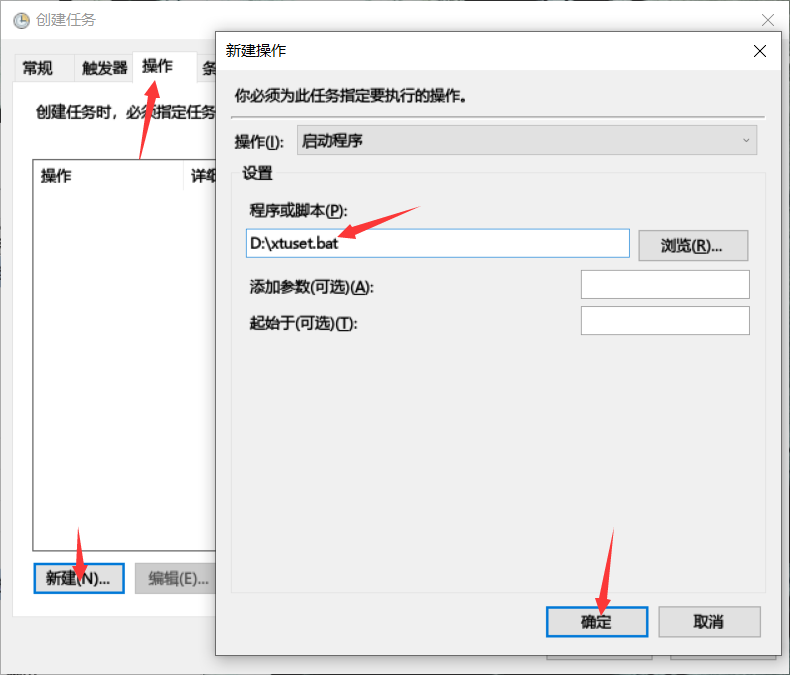 创建任务
常规 触发器 操作 条
创建任务时，必须指定任务
操作 详细
新建(N)... 编辑(E)...
新建操作
你必须为此任务指定要执行的操作。
操作(I): 启动程序
设置
程序或脚本(P):
D:\xtuset.bat 浏览(R)...
添加参数(可选)(A):
起始于(可选)(T):
确定 取消